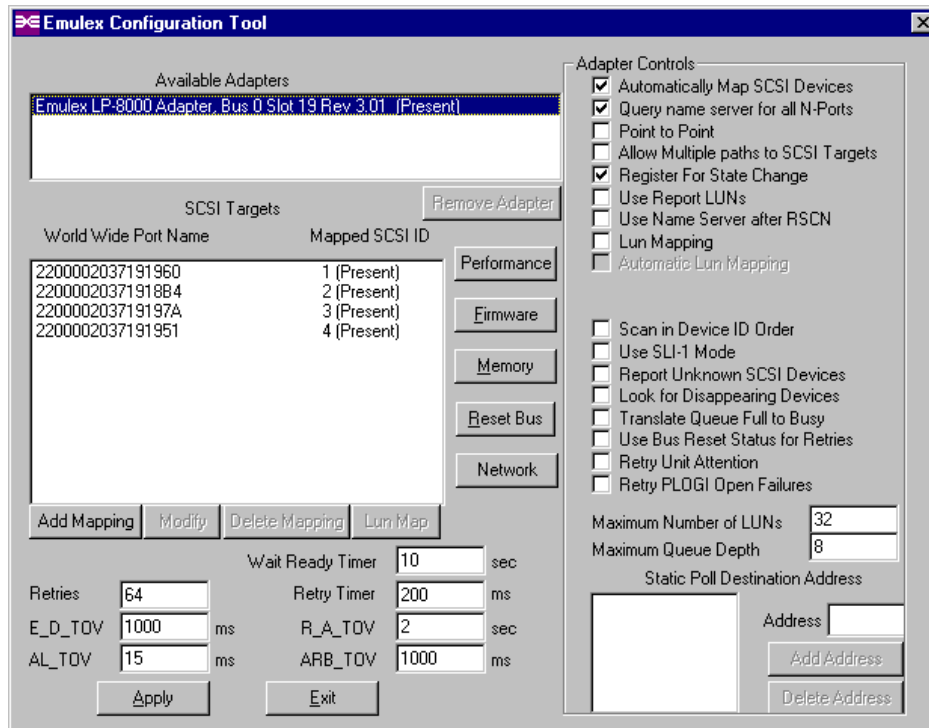 Emulex Configuration Tool
Available Adapters
Emulex LP-8000 Adapter, Bus 0 Slot 19 Rev 3.01 (Present)
Remove Adapter
SCSI Targets
World Wide Port Name Mapped SCSI ID
2200002037191960 1 (Present)
22000020371918B4 2 (Present)
220000203719197A 3 (Present)
2200002037191951 4 (Present)
Performance
Firmware
Memory
Reset Bus
Network
Add Mapping Modify Delete Mapping Lun Map
Wait Ready Timer 10 sec
Retries 64 Retry Timer 200 ms
E_D_TOV 1000 ms R_A_TOV 2 sec
AL_TOV 15 ms ARB_TOV 1000 ms
Apply Exit
Adapter Controls
Automatically Map SCSI Devices
Query name server for all N-Ports
Point to Point
Allow Multiple paths to SCSI Targets
Register For State Change
Use Report LUNs
Use Name Server after RSCN
Lun Mapping
Automatic Lun Mapping
Scan in Device ID Order
Use SLI-1 Mode
Report Unknown SCSI Devices
Look for Disappearing Devices
Translate Queue Full to Busy
Use Bus Reset Status for Retries
Retry Unit Attention
Retry PLOGI Open Failures
Maximum Number of LUNs 32
Maximum Queue Depth 8
Static Poll Destination Address
Address
Add Address
Delete Address